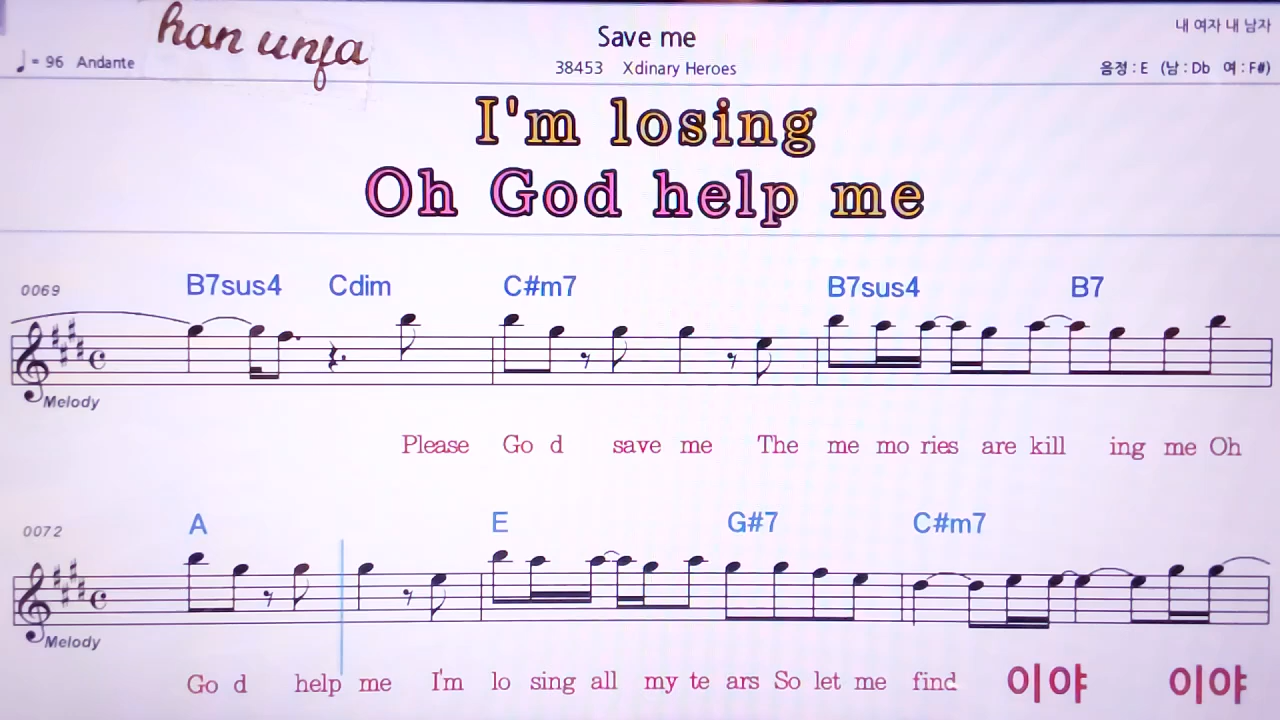 han unfa
Save me
내 여자 내 남자
♩= 96 Andante
38453 Xdinary Heroes
음정 : E (남 : Db 여 : F#)
I'm losing
Oh God help me
0069 B7sus4 Cdim C#m7 B7sus4 B7
Melody
Please Go d save me The me mo ries are kill ing me Oh
0072 A E G#7 C#m7
Melody
Go d help me I'm lo sing all my te ars So let me find 이야 이야